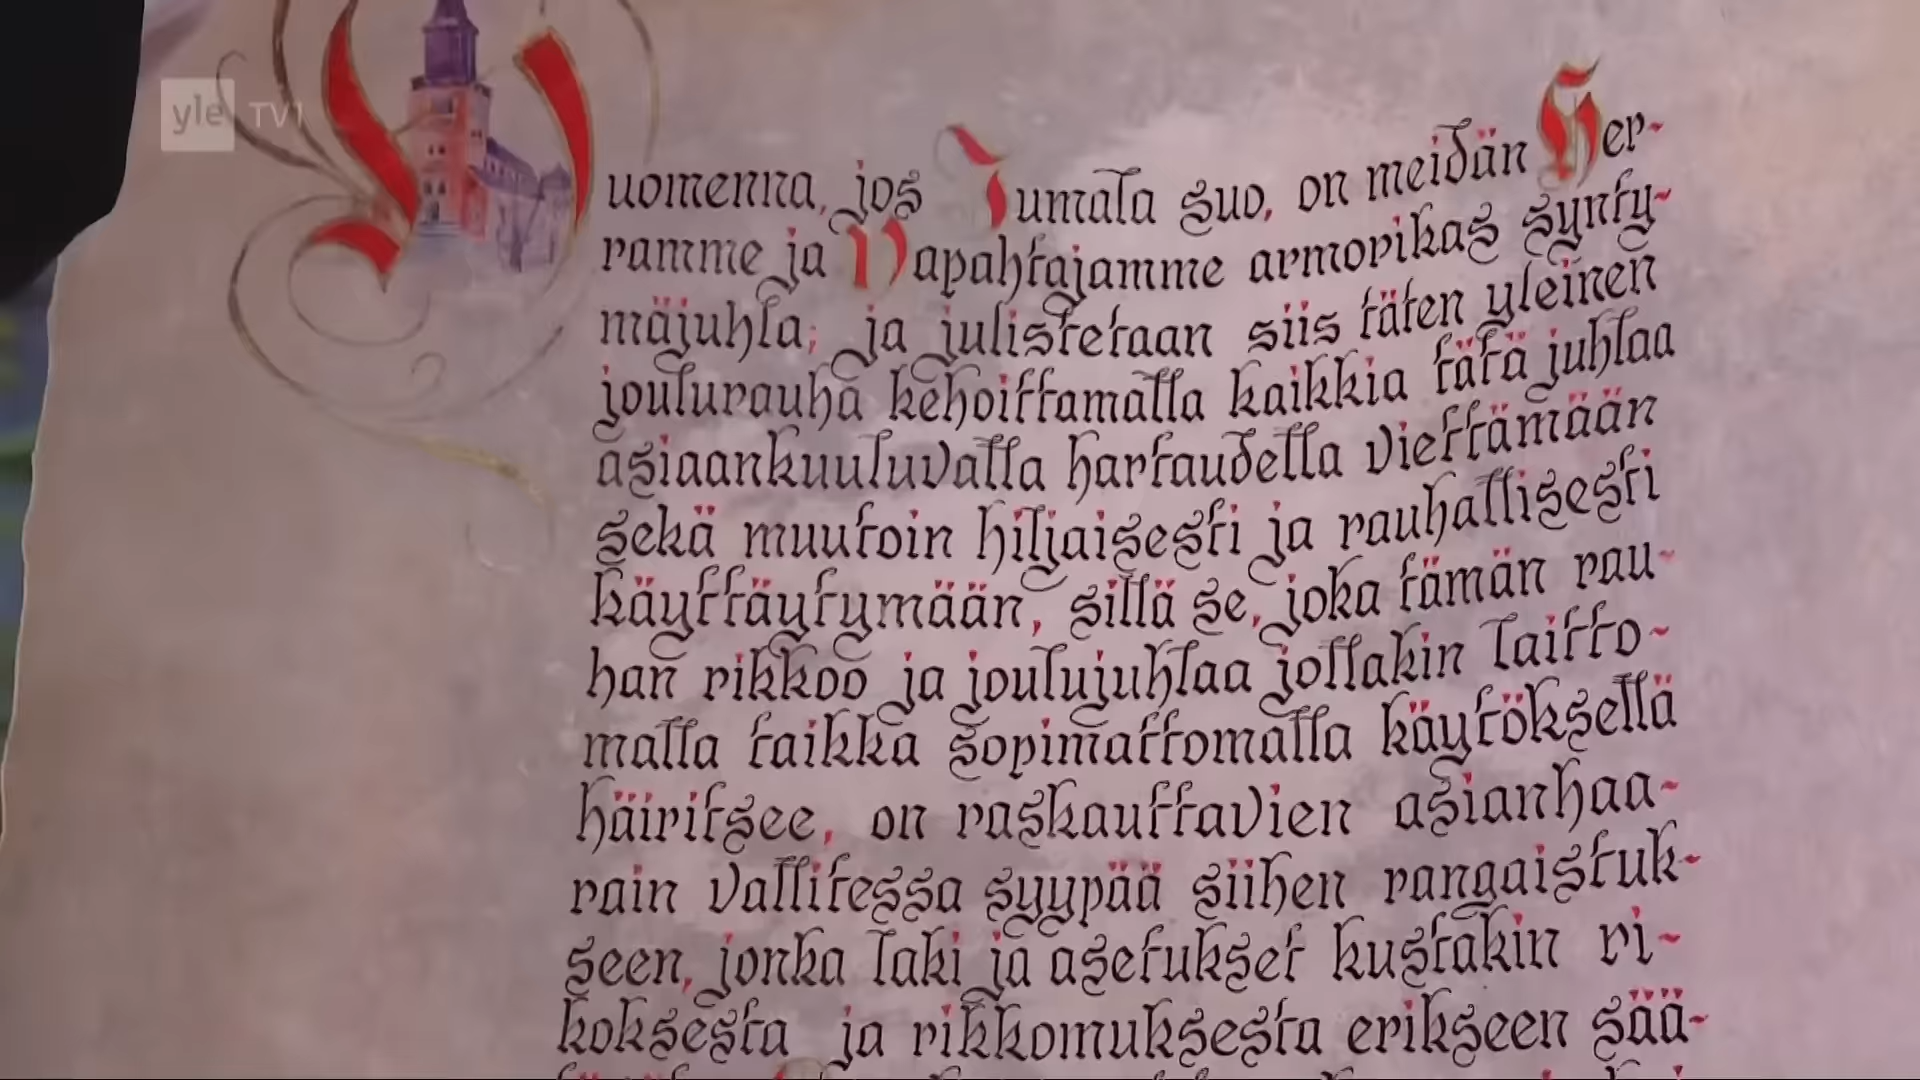 yle TV1
Huomenna, jos Jumala suo, on meidän Her-
ramme ja Vapahtajamme armorikas synty-
mäjuhla; ja julistetaan siis täten yleinen
joulurauha kehoittamalla kaikkia tätä juhlaa
asiaankuuluvalla hartaudella viettämään
sekä muutoin hiljaisesti ja rauhallisesti
käyttäytymään, sillä se, joka tämän rau-
han rikkoo ja joulujuhlaa jollakin laitto-
malla taikka sopimattomalla käytöksellä
häiritsee, on raskauttavien asianhaa-
rain vallitessa syypää siihen rangaistuk-
seen, jonka laki ja asetukset kustakin ri-
koksesta ja rikkomuksesta erikseen sää-